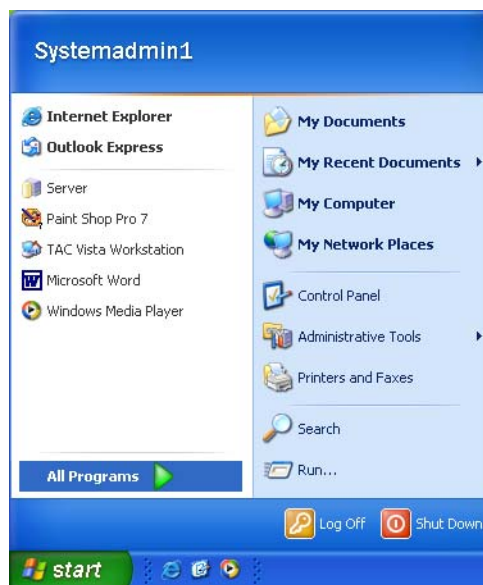 Systemadmin1
Internet Explorer
Outlook Express
Server
Paint Shop Pro 7
TAC Vista Workstation
Microsoft Word
Windows Media Player
All Programs
My Documents
My Recent Documents
My Computer
My Network Places
Control Panel
Administrative Tools
Printers and Faxes
Search
Run...
Log Off
Shut Down
start